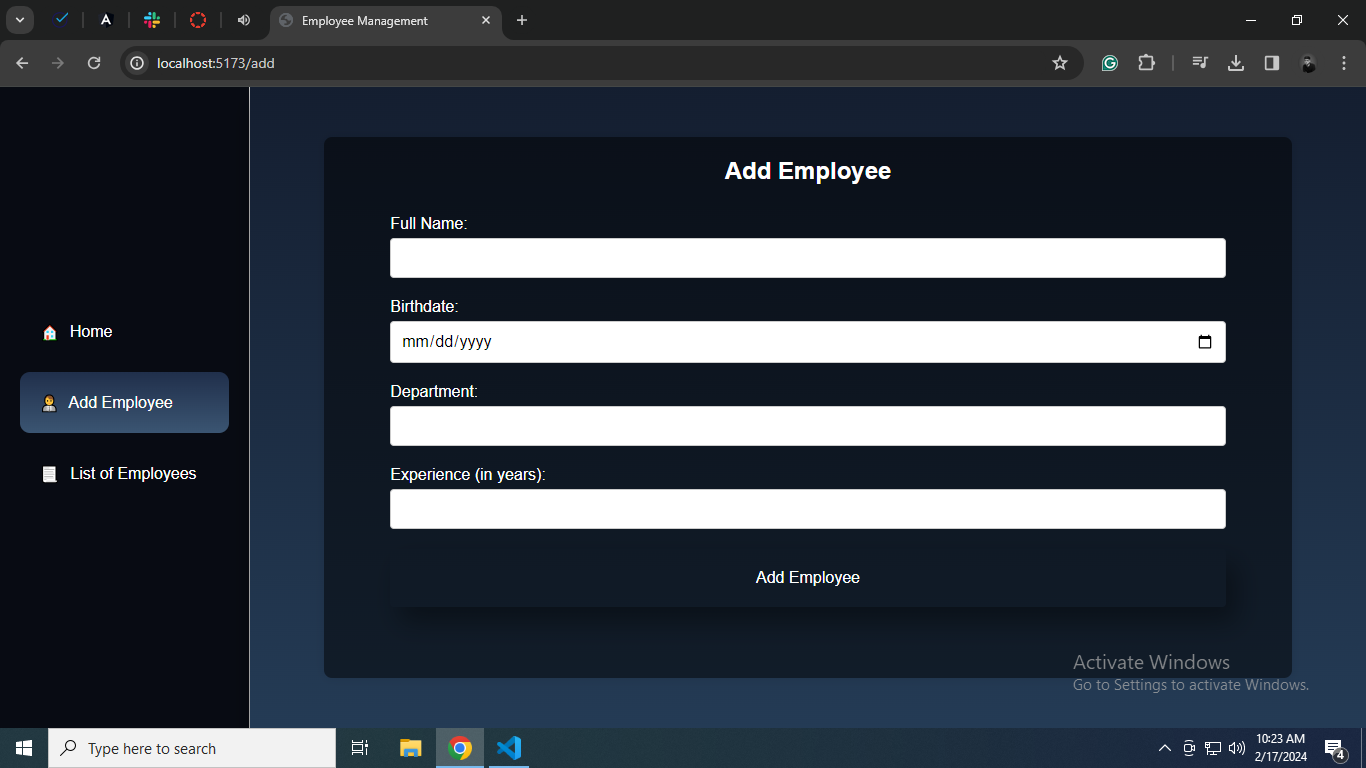 Employee Management
localhost:5173/add
Home
Add Employee
List of Employees
Add Employee
Full Name:
Birthdate:
mm/dd/yyyy
Department:
Experience (in years):
Add Employee
Activate Windows
Go to Settings to activate Windows.
Type here to search
10:23 AM
2/17/2024
4